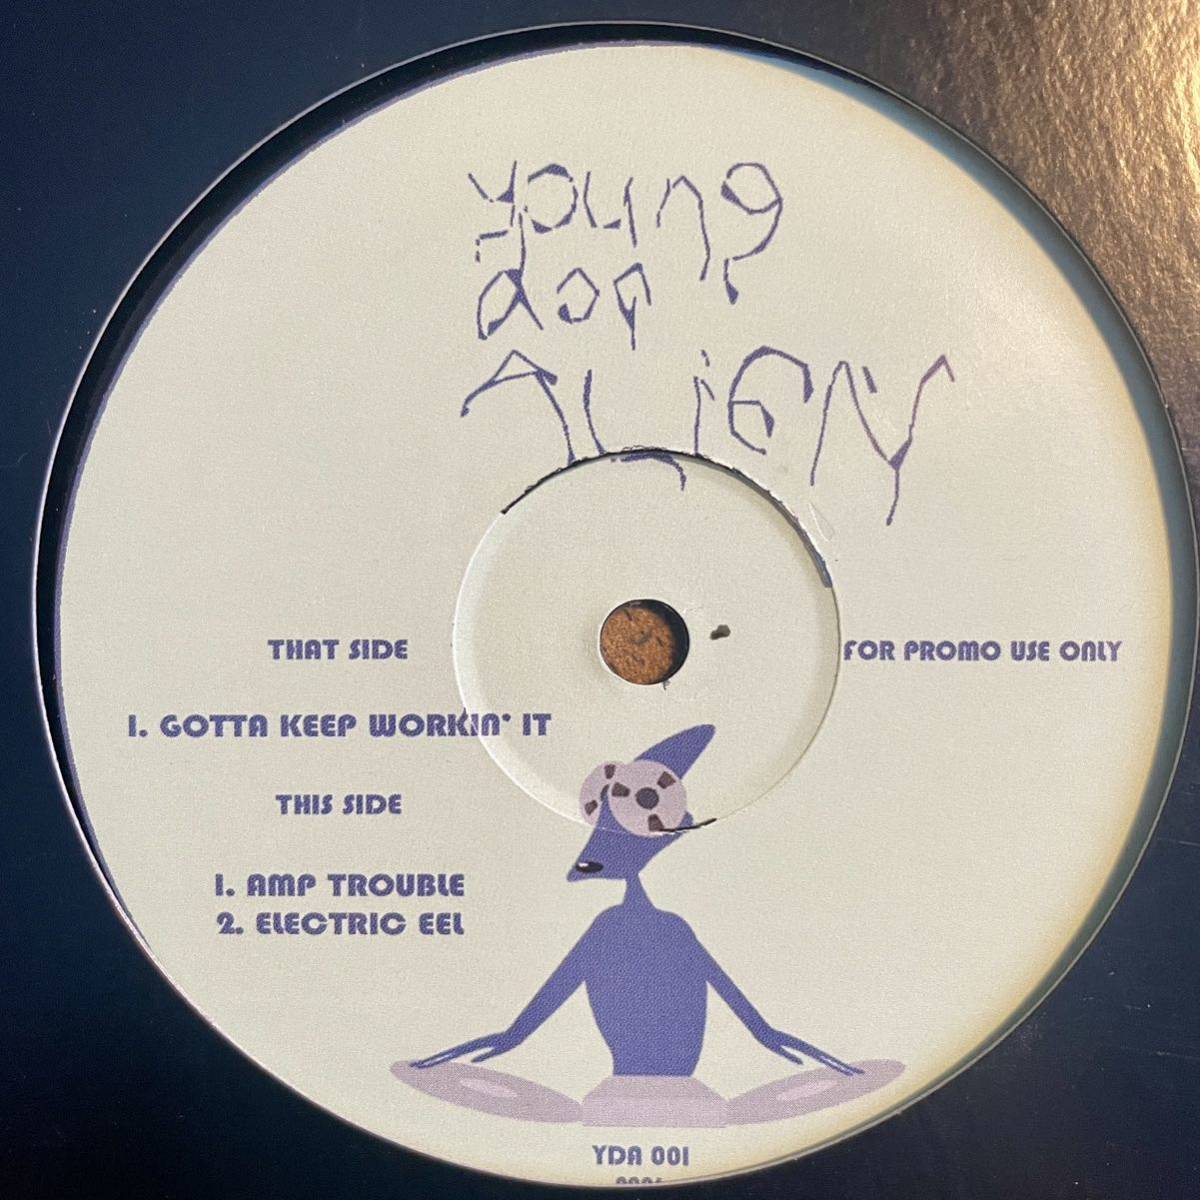 young
dog
ALIEN
THAT SIDE
FOR PROMO USE ONLY
1. GOTTA KEEP WORKIN' IT
THIS SIDE
1. AMP TROUBLE
2. ELECTRIC EEL
YDA 001